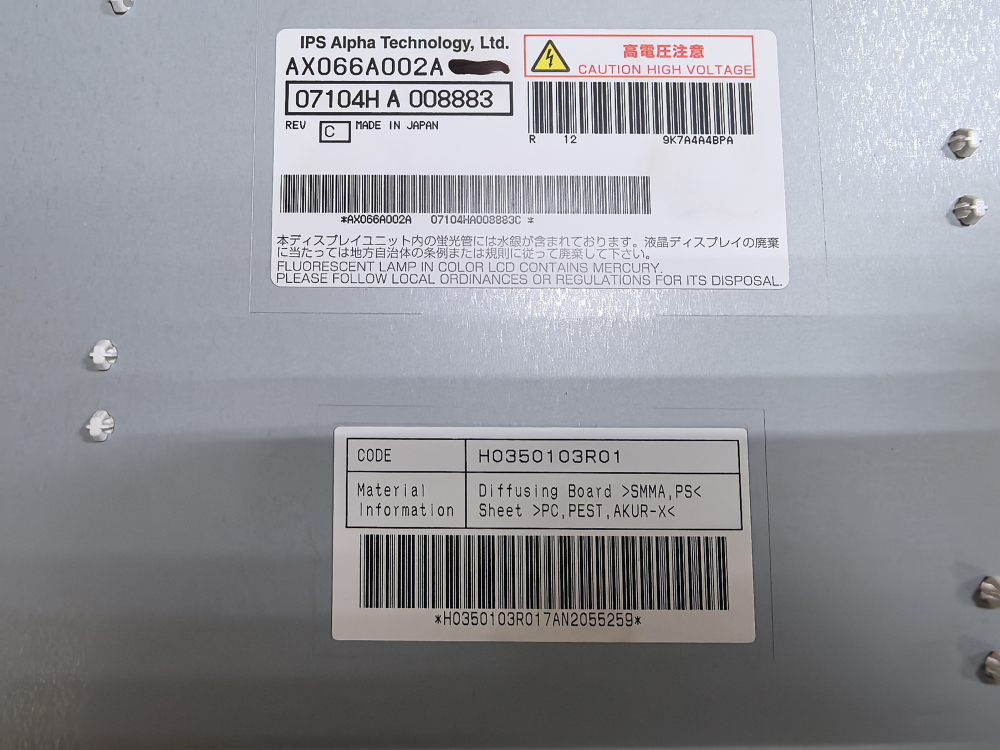 IPS Alpha Technology, Ltd.
AX066A002A
高電圧注意
CAUTION HIGH VOLTAGE
07104H A 008883
REV C MADE IN JAPAN
R 12 9K7A4A4BPA
*AX066A002A 07104HA008883C *
本ディスプレイユニット内の蛍光管には水銀が含まれております。液晶ディスプレイの廃棄
に当たっては地方自治体の条例または規則に従って廃棄して下さい。
FLUORESCENT LAMP IN COLOR LCD CONTAINS MERCURY.
PLEASE FOLLOW LOCAL ORDINANCES OR REGULATIONS FOR ITS DISPOSAL.
CODE H0350103R01
Material Information
Diffusing Board >SMMA,PS<
Sheet >PC,PEST,AKUR-X<
*H0350103R017AN2055259*